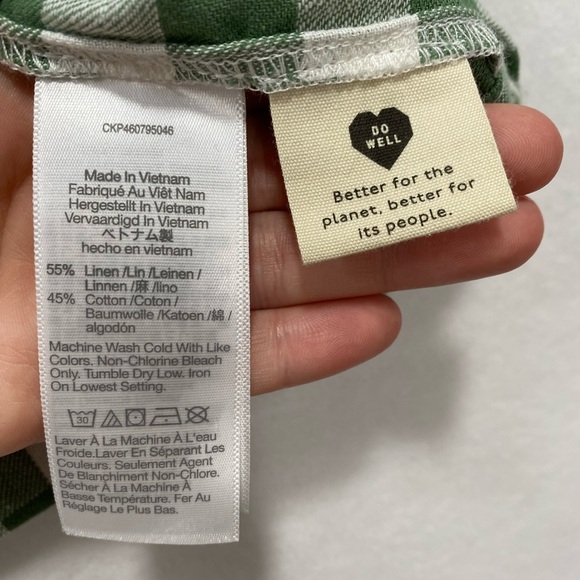 CKP460795046
Made In Vietnam
Fabriqué Au Viêt Nam
Hergestellt In Vietnam
Vervaardigd In Vietnam
ベトナム製
hecho en vietnam
55% Linen /Lin /Leinen /
Linnen /麻 /lino
45% Cotton /Coton /
Baumwolle /Katoen /綿 /
algodón
Machine Wash Cold With Like
Colors. Non-Chlorine Bleach
Only. Tumble Dry Low. Iron
On Lowest Setting.
30
Laver À La Machine À L'eau
Froide.Laver En Séparant Les
Couleurs. Seulement Agent
De Blanchiment Non-Chlore.
Sécher À La Machine À
Basse Température. Fer Au
Réglage Le Plus Bas.
DO
WELL
Better for the
planet, better for
its people.